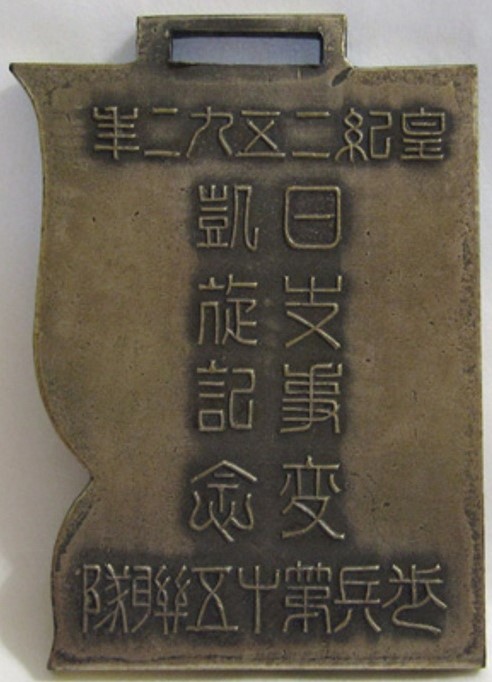 皇紀二五九二年
日支事変
凱旋記念
歩兵第十五聯隊